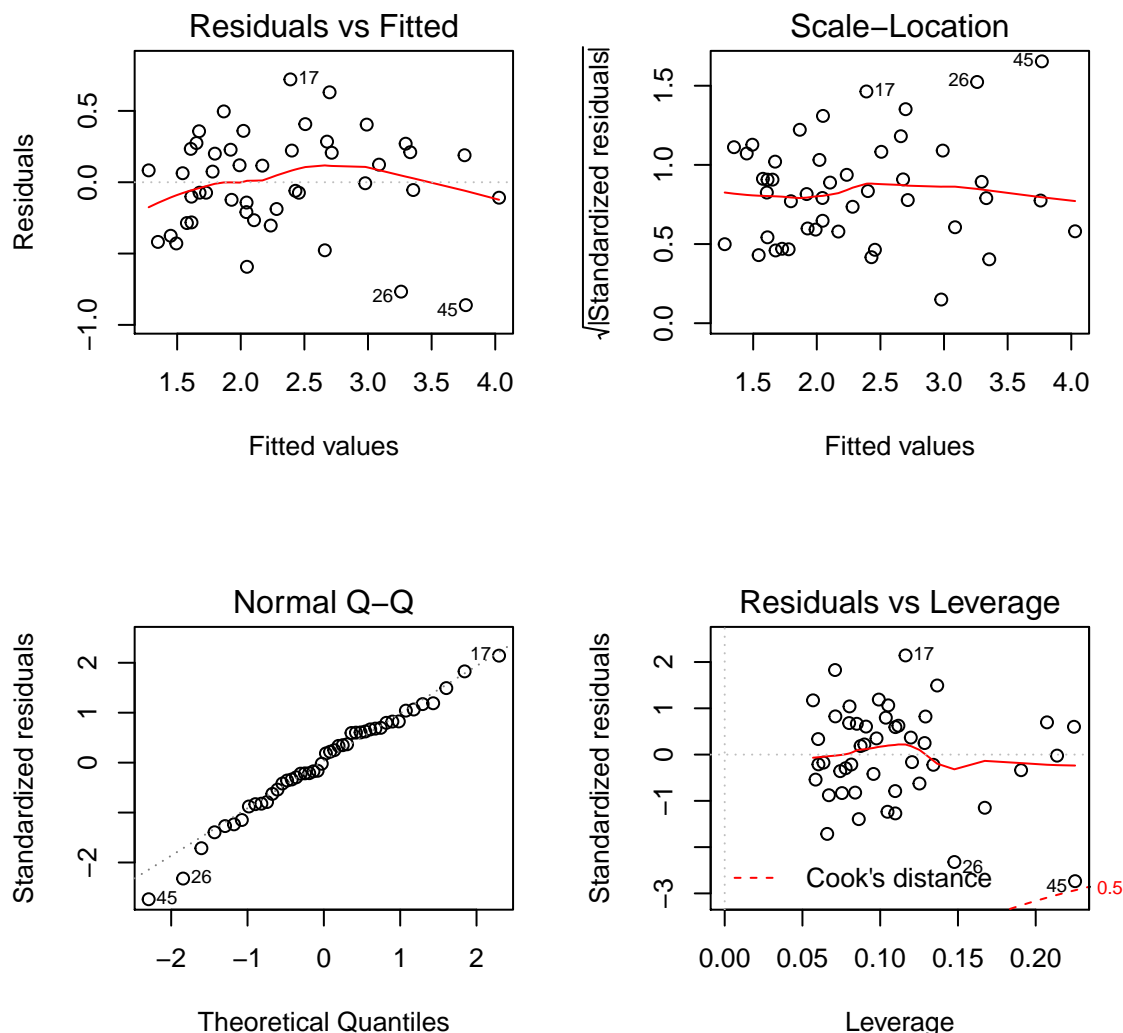 Residuals vs Fitted
Residuals
0.5
0.0
−1.0
17
26
45
1.5 2.0 2.5 3.0 3.5 4.0
Fitted values
Scale−Location
√|Standardized residuals|
1.5
1.0
0.5
0.0
17
26
45
1.5 2.0 2.5 3.0 3.5 4.0
Fitted values
Normal Q−Q
Standardized residuals
2
1
0
−2
17
26
45
−2 −1 0 1 2
Theoretical Quantiles
Residuals vs Leverage
Standardized residuals
2
1
0
−1
−3
17
26
45
Cook's distance
0.5
0.00 0.05 0.10 0.15 0.20
Leverage